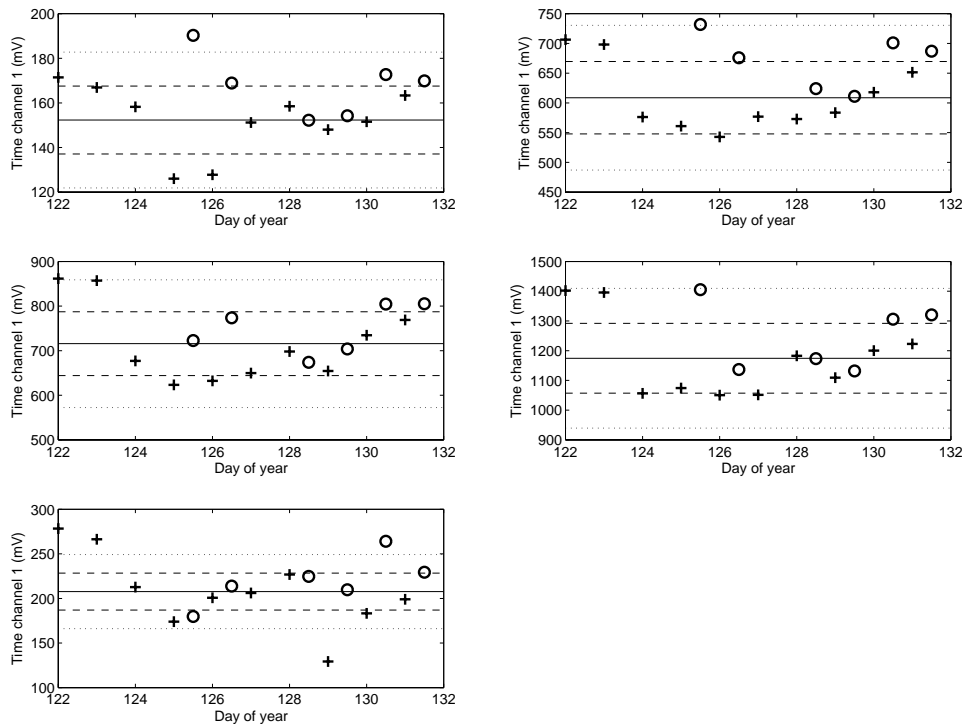 200
180
160
140
120
Time channel 1 (mV)
122 124 126 128 130 132
Day of year
750
700
650
600
550
500
450
Time channel 1 (mV)
122 124 126 128 130 132
Day of year
900
800
700
600
500
Time channel 1 (mV)
122 124 126 128 130 132
Day of year
1500
1400
1300
1200
1100
1000
900
Time channel 1 (mV)
122 124 126 128 130 132
Day of year
300
250
200
150
100
Time channel 1 (mV)
122 124 126 128 130 132
Day of year